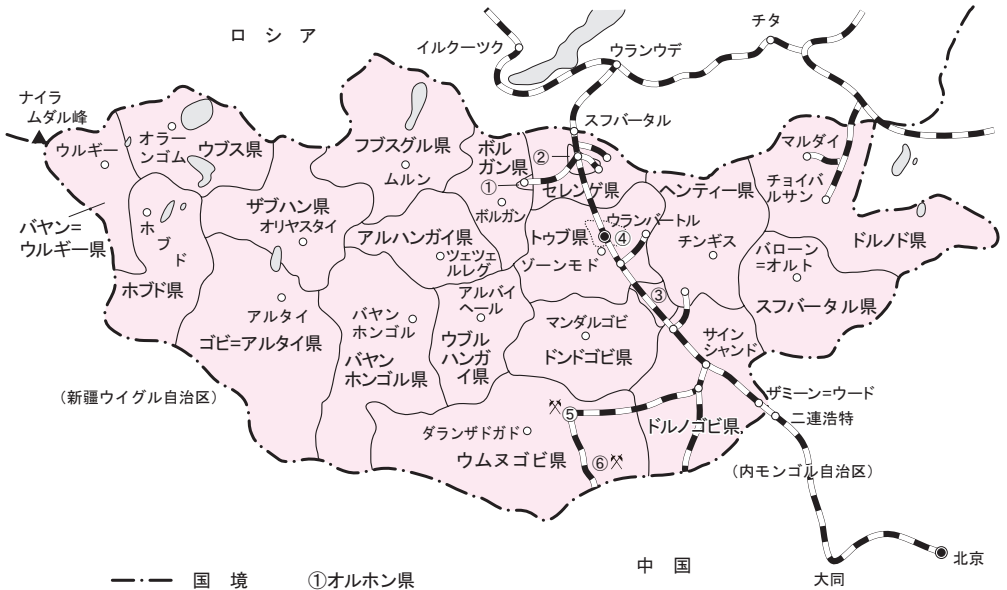 ロシア
チタ
イルクーツク
ウランウデ
ナイラ
ムダル峰
スフバータル
オラー
ンゴム
ウブス県
フブスグル県
ムルン
ボル
ガン県
②
マルダイ
ウルギー
①
セレンゲ県
ヘンティー県
チョイバ
ルサン
ボルガン
ザブハン県
オリヤスタイ
バヤン=
ウルギー県
ホブド
アルハンガイ県
トゥブ県
ウランバートル
④
チンギス
バローン
=オルト
ドルノド県
ツェツェ
ルレグ
ゾーンモド
ホブド県
アルタイ
ゴビ=アルタイ県
バヤン
ホンゴル
アルバイ
ヘール
③
スフバータル県
マンダルゴビ
ドンドゴビ県
サイン
シャンド
バヤン
ホンゴル県
ウブル
ハンガ
イ県
(新疆ウイグル自治区)
ザミーン=ウード
二連浩特
⑤
ドルノゴビ県
ダランザドガド
ウムヌゴビ県
⑥
(内モンゴル自治区)
中国
北京
大同
国境
①オルホン県